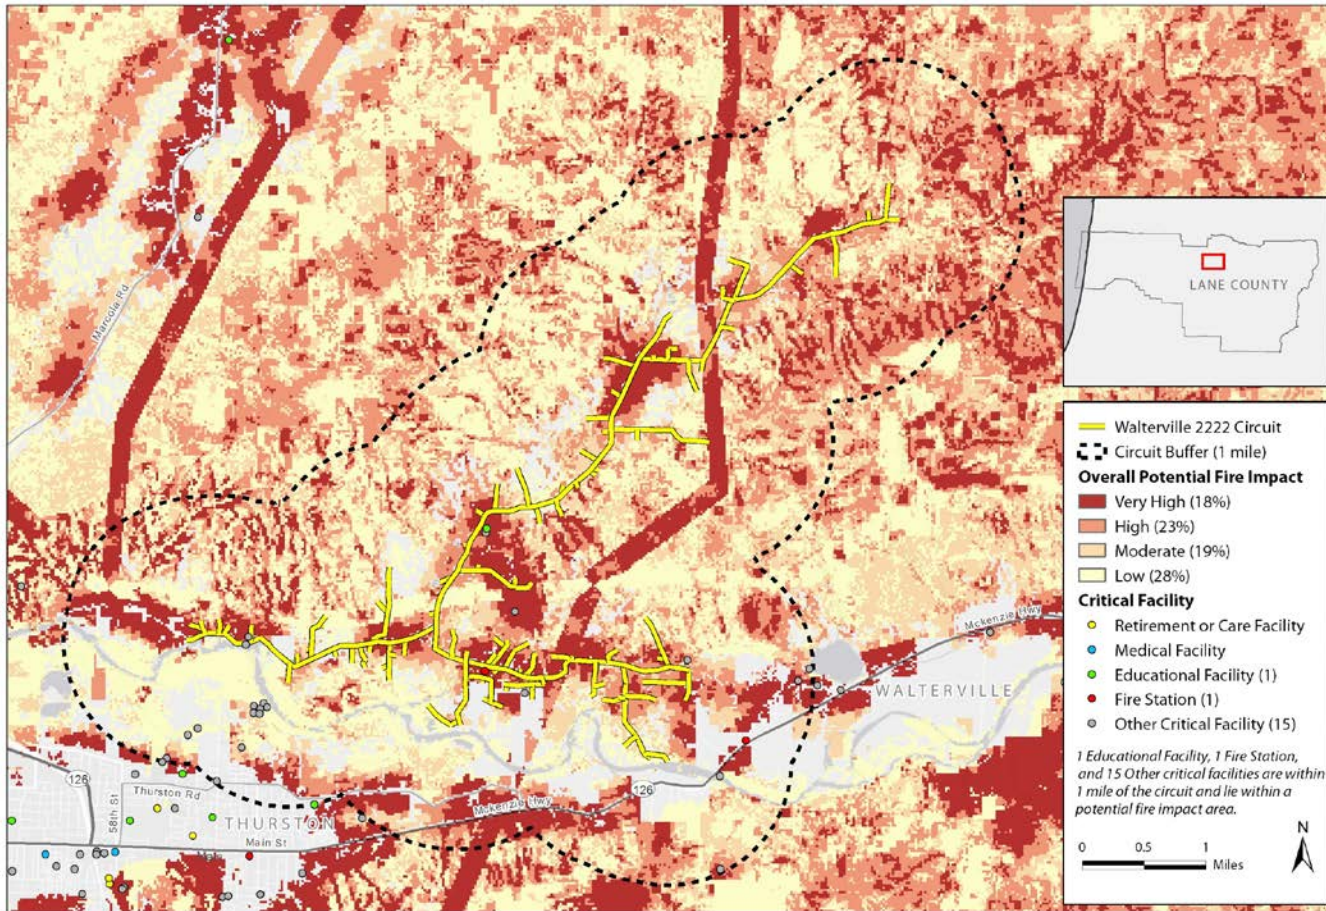 Marcola Rd
LANE COUNTY
Walterville 2222 Circuit
Circuit Buffer (1 mile)
Overall Potential Fire Impact
Very High (18%)
High (23%)
Moderate (19%)
Low (28%)
Critical Facility
Retirement or Care Facility
Medical Facility
Educational Facility (1)
Fire Station (1)
Other Critical Facility (15)
1 Educational Facility, 1 Fire Station,
and 15 Other critical facilities are within
1 mile of the circuit and lie within a
potential fire impact area.
N
0 0.5 1
Miles
Mckenzie Hwy
WALTERVILLE
126
Thurston Rd
58th St
THURSTON
Main St
Mckenzie Hwy
126